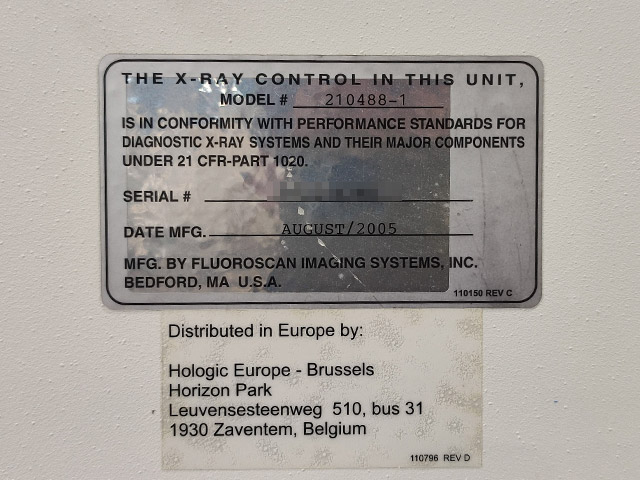 THE X-RAY CONTROL IN THIS UNIT,
MODEL # 210488-1
IS IN CONFORMITY WITH PERFORMANCE STANDARDS FOR
DIAGNOSTIC X-RAY SYSTEMS AND THEIR MAJOR COMPONENTS
UNDER 21 CFR-PART 1020.
SERIAL #
DATE MFG. AUGUST/2005
MFG. BY FLUOROSCAN IMAGING SYSTEMS, INC.
BEDFORD, MA U.S.A.
110150 REV C
Distributed in Europe by:
Hologic Europe - Brussels
Horizon Park
Leuvensesteenweg 510, bus 31
1930 Zaventem, Belgium
110796 REV D